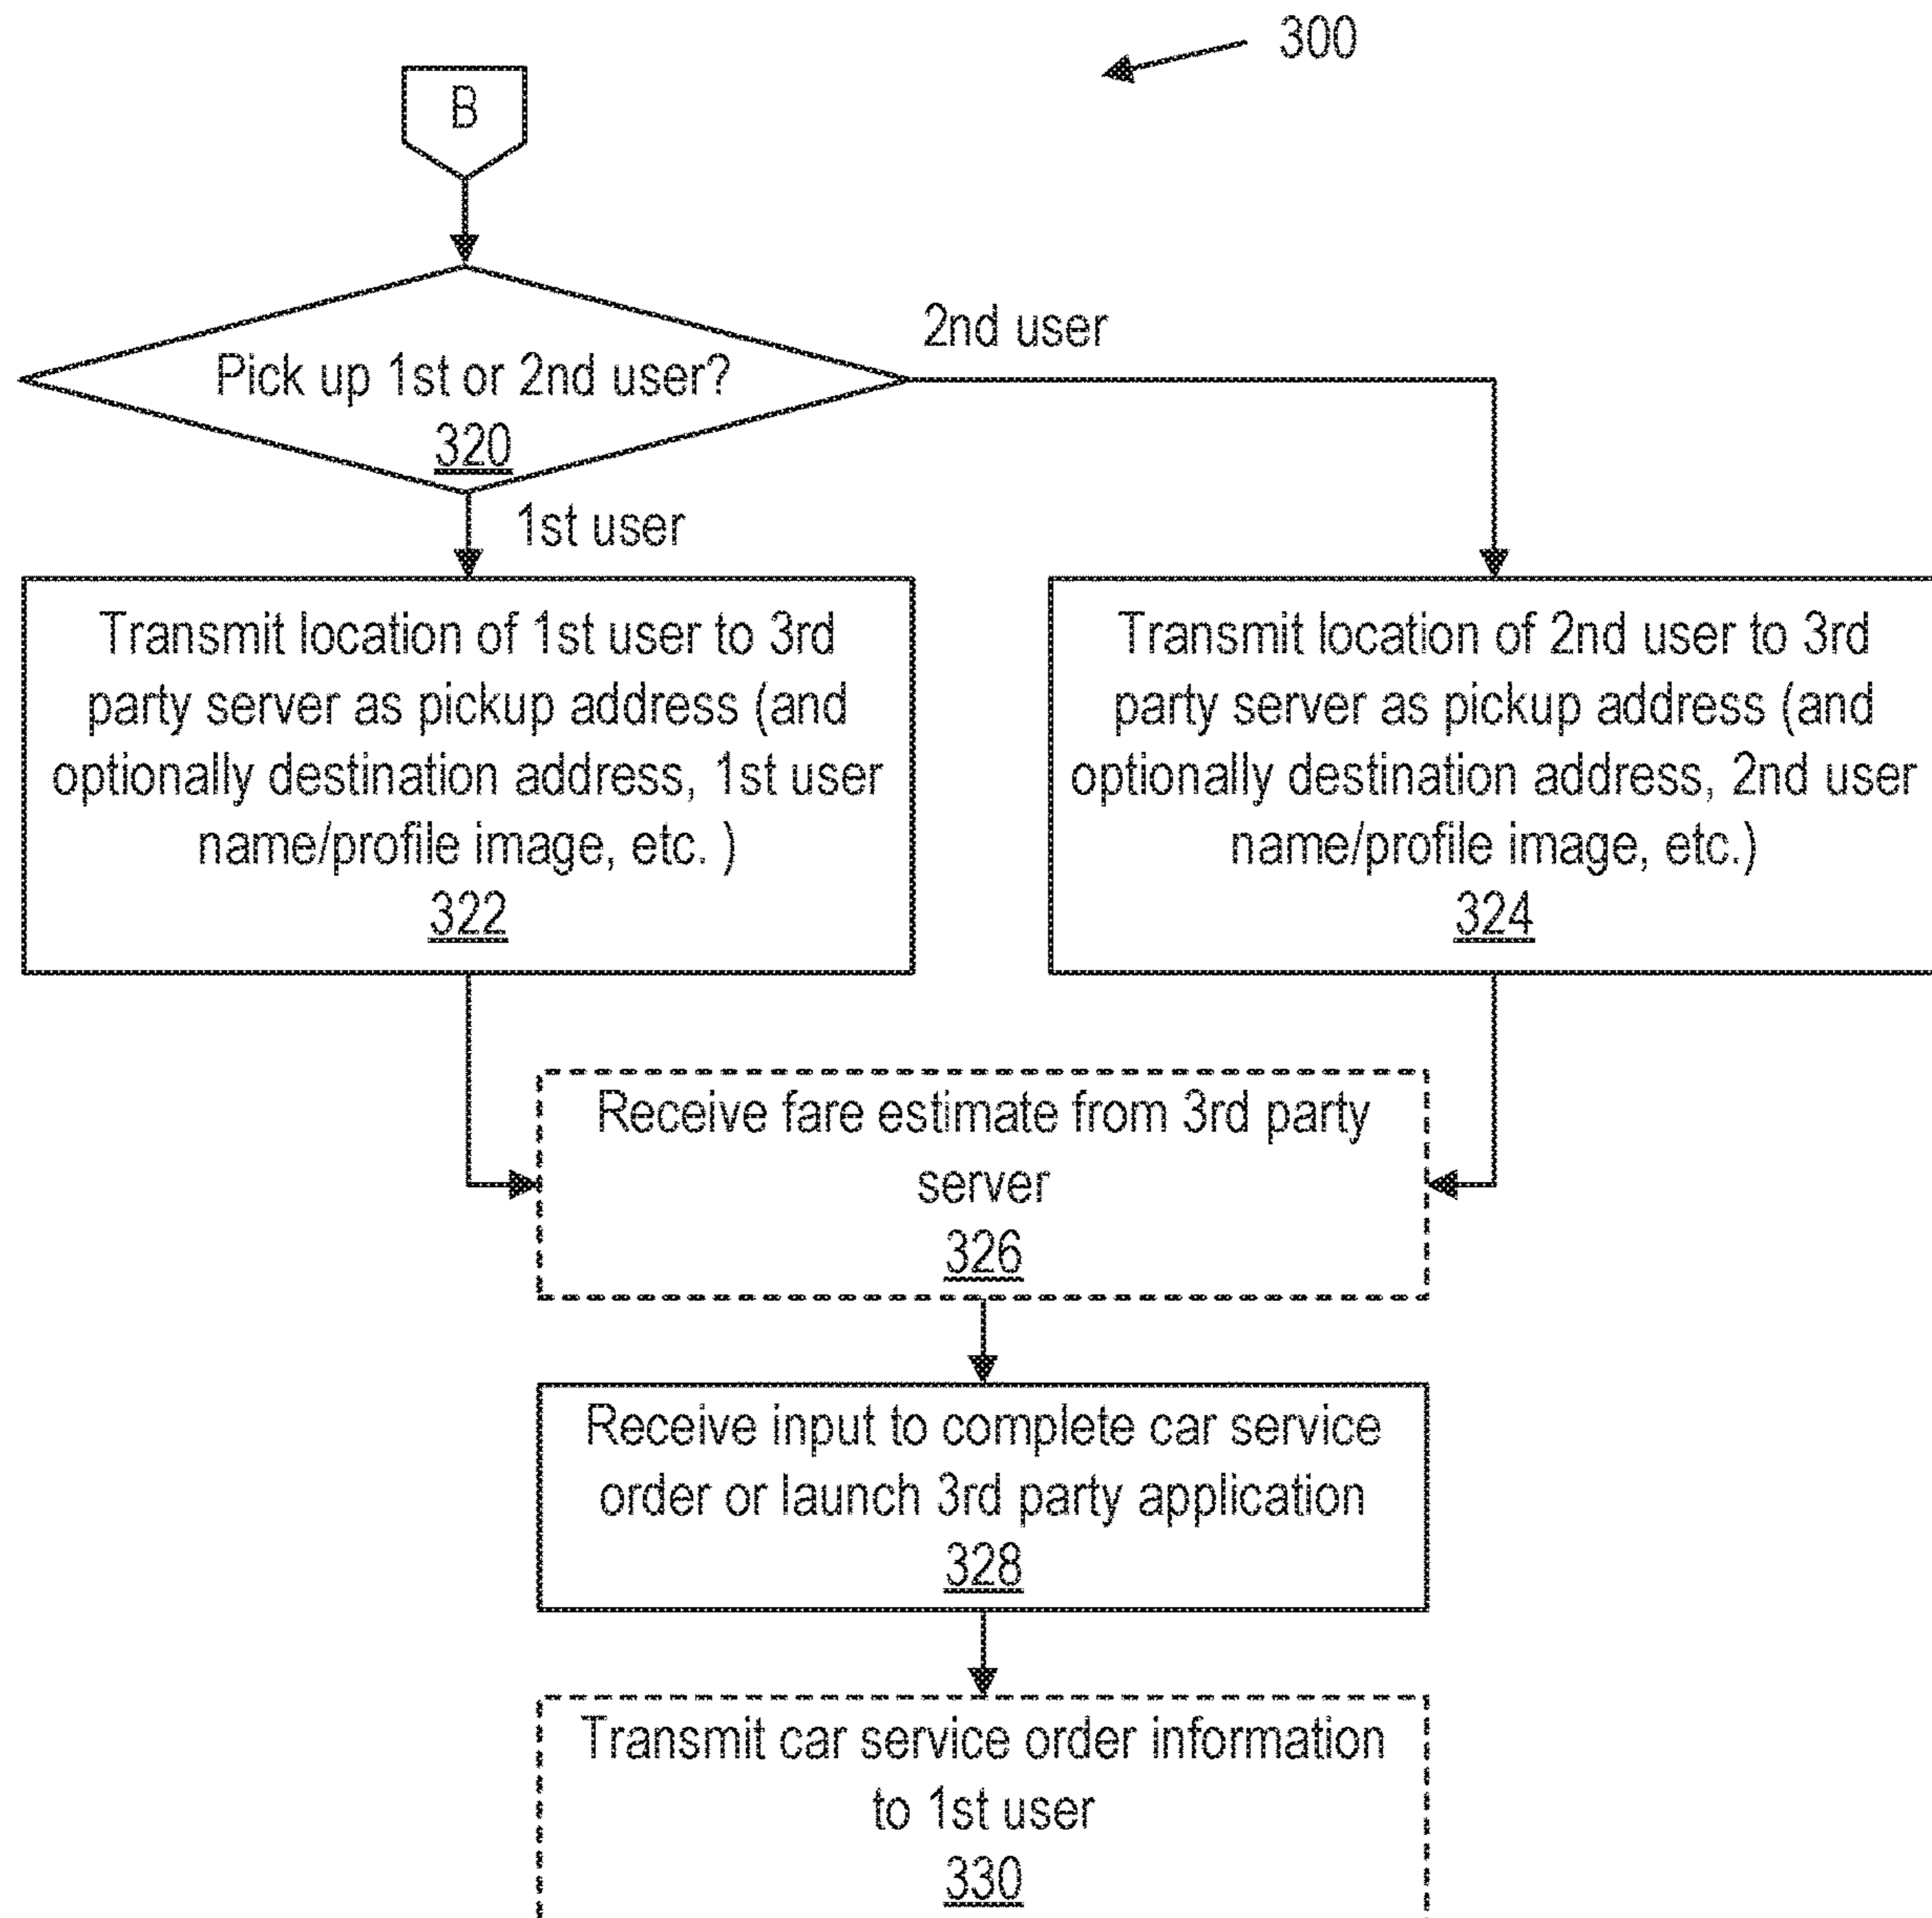 300
B
2nd user
Pick up 1st or 2nd user?
320
1st user
Transmit location of 1st user to 3rd
party server as pickup address (and
optionally destination address, 1st user
name/profile image, etc. )
322
Transmit location of 2nd user to 3rd
party server as pickup address (and
optionally destination address, 2nd user
name/profile image, etc.)
324
Receive fare estimate from 3rd party
server
326
Receive input to complete car service
order or launch 3rd party application
328
Transmit car service order information
to 1st user
330